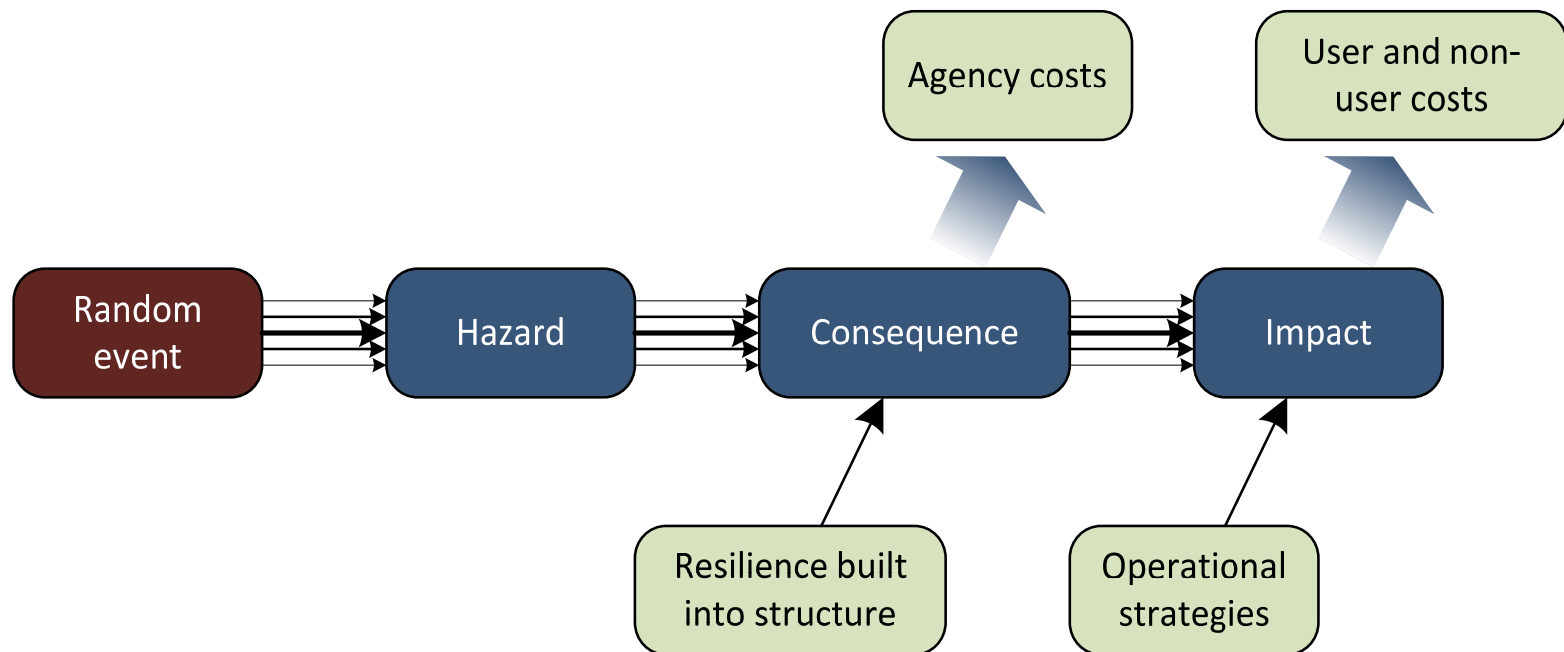 Agency costs
User and non-
user costs
Random
event
Hazard
Consequence
Impact
Resilience built
into structure
Operational
strategies